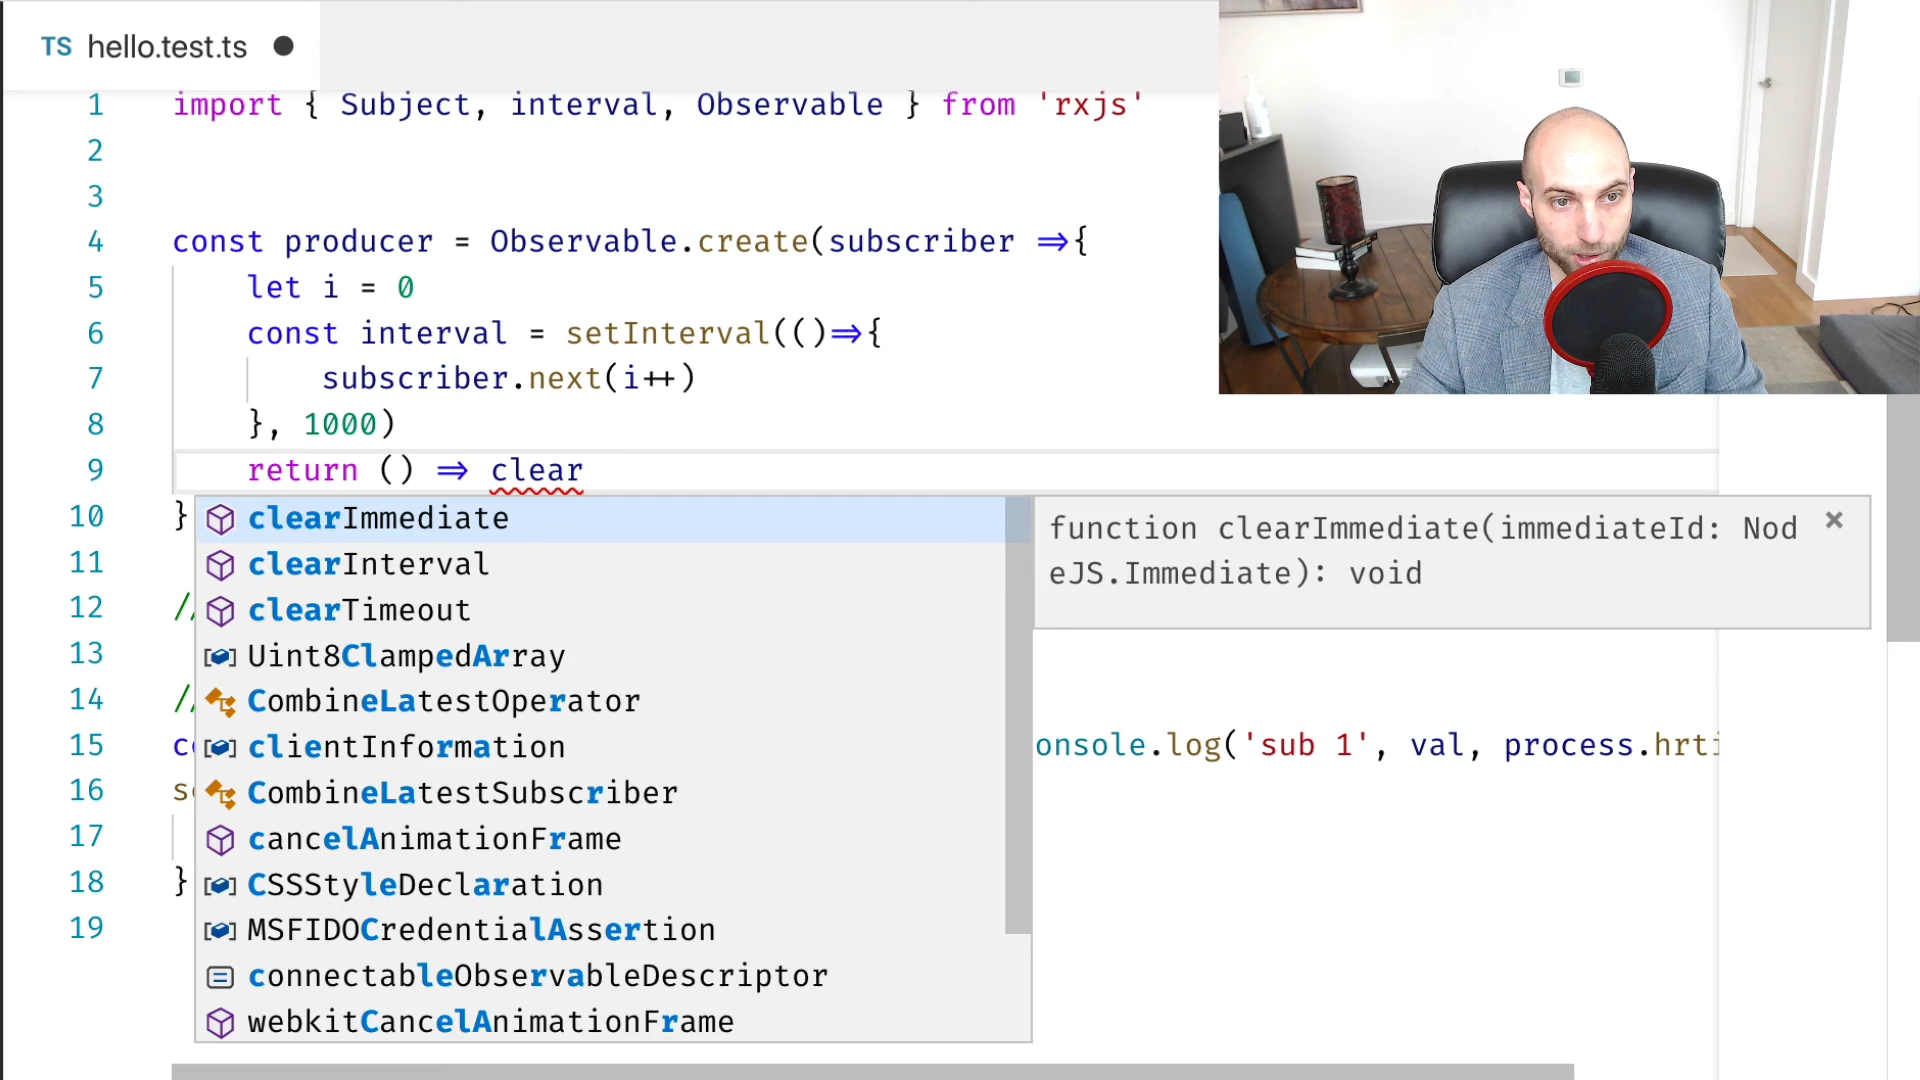 TS hello.test.ts
1 import { Subject, interval, Observable } from 'rxjs'
2
3
4 const producer = Observable.create(subscriber =>{
5 let i = 0
6 const interval = setInterval(()=>{
7 subscriber.next(i++)
8 }, 1000)
9 return () => clear
10 }
clearImmediate
clearInterval
clearTimeout
Uint8ClampedArray
CombineLatestOperator
clientInformation
CombineLatestSubscriber
cancelAnimationFrame
CSSStyleDeclaration
MSFIDOCredentialAssertion
connectableObservableDescriptor
webkitCancelAnimationFrame
function clearImmediate(immediateId: Nod
eJS.Immediate): void
11
12 //
13
14 //
15 co onsole.log('sub 1', val, process.hrti
16 se
17
18 }
19